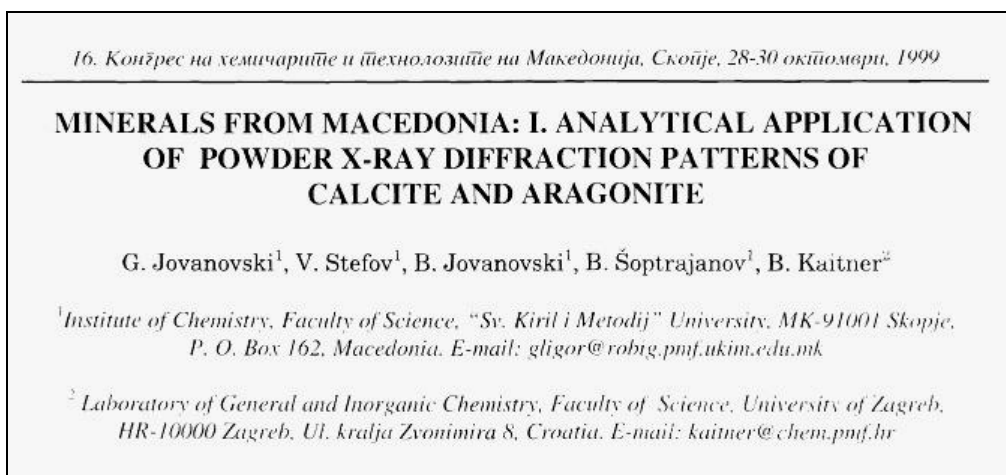 16. Конгрес на хемичарите и технолозите на Македонија, Скопје, 28-30 октомври, 1999
MINERALS FROM MACEDONIA: I. ANALYTICAL APPLICATION
OF POWDER X-RAY DIFFRACTION PATTERNS OF
CALCITE AND ARAGONITE
G. Jovanovski¹, V. Stefov¹, B. Jovanovski¹, B. Šoptrajanov¹, B. Kaitner²
¹Institute of Chemistry, Faculty of Science, “Sv. Kiril i Metodij” University, MK-91001 Skopje,
P. O. Box 162, Macedonia. E-mail: gligor@robig.pmf.ukim.edu.mk
² Laboratory of General and Inorganic Chemistry, Faculty of Science, University of Zagreb,
HR-10000 Zagreb, Ul. kralja Zvonimira 8, Croatia. E-mail: kaitner@chem.pmf.hr